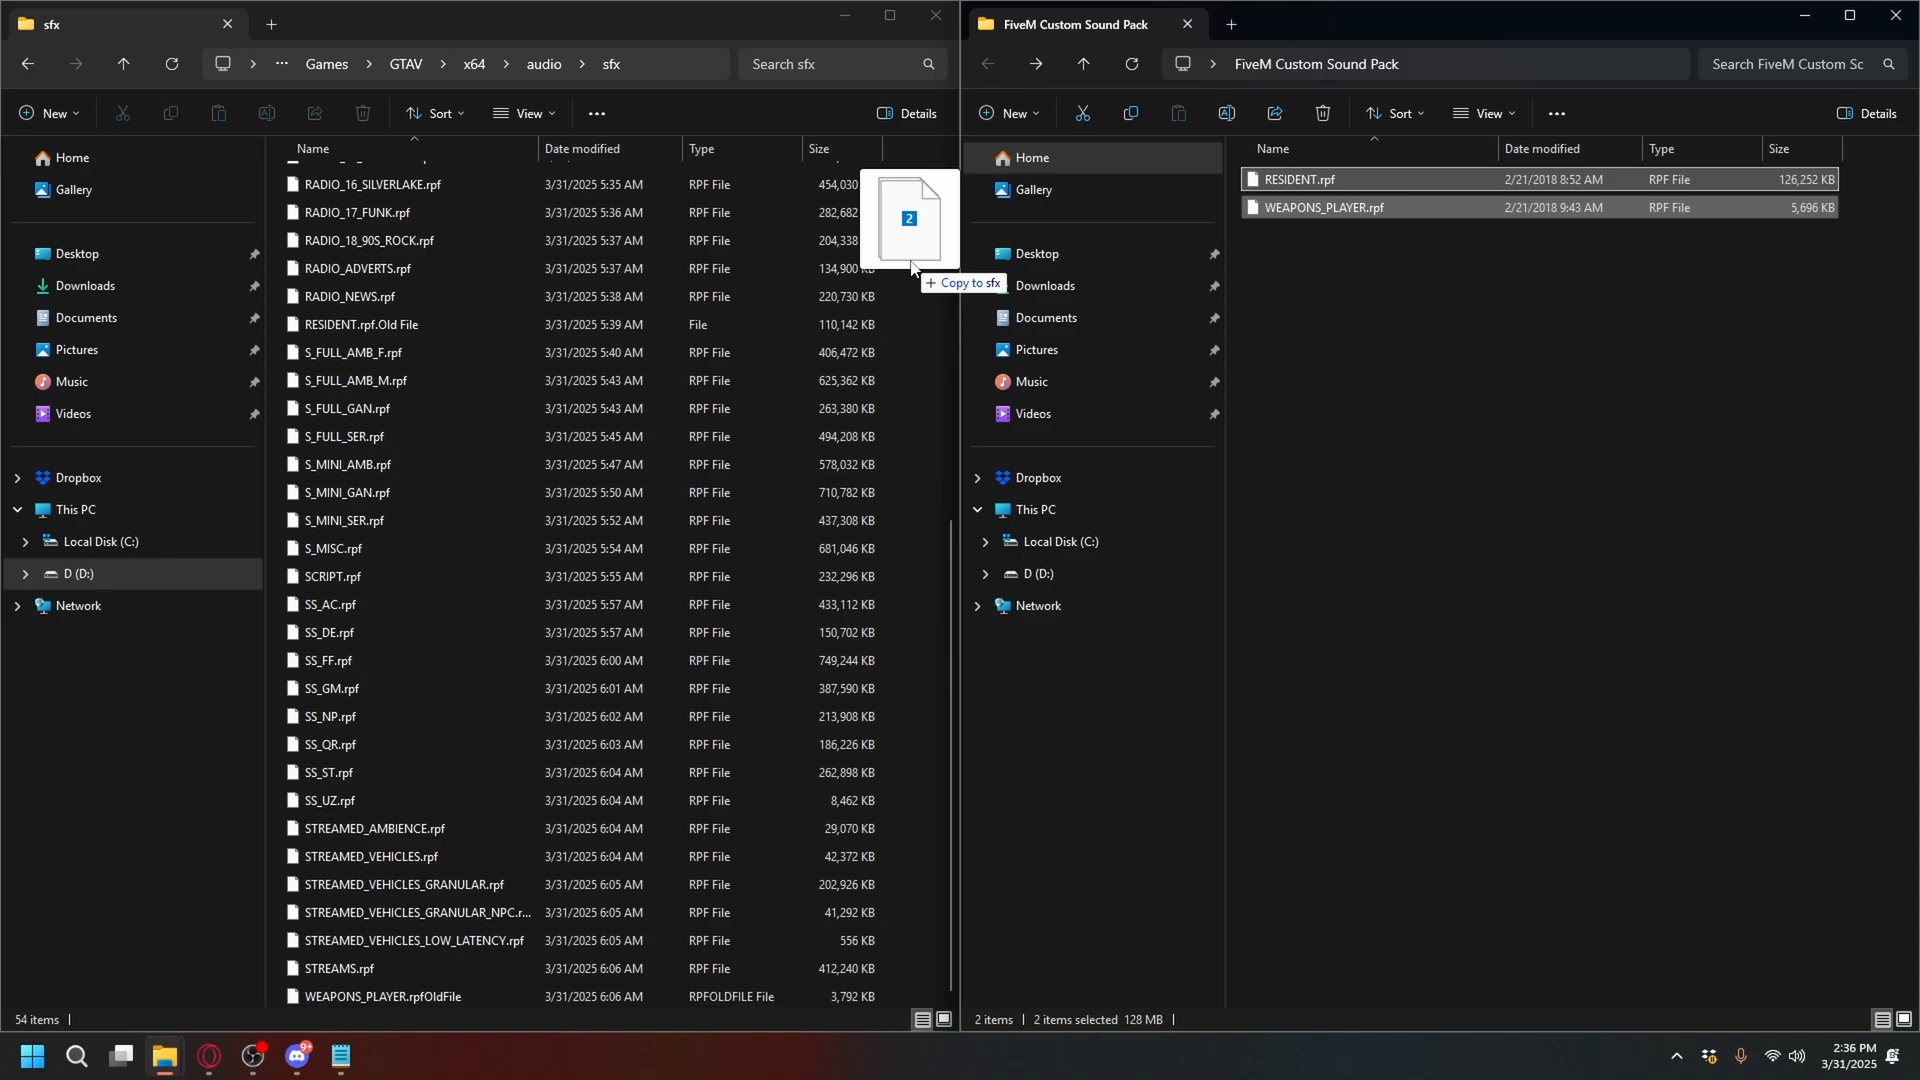 sfx
Games > GTAV > x64 > audio > sfx
Search sfx
New
Sort
View
Details
Home
Gallery
Desktop
Downloads
Documents
Pictures
Music
Videos
Dropbox
This PC
Local Disk (C:)
D (D:)
Network
Name Date modified Type Size
RADIO_16_SILVERLAKE.rpf 3/31/2025 5:35 AM RPF File 454,030
RADIO_17_FUNK.rpf 3/31/2025 5:36 AM RPF File 282,682
RADIO_18_90S_ROCK.rpf 3/31/2025 5:37 AM RPF File 204,338
RADIO_ADVERTS.rpf 3/31/2025 5:37 AM RPF File 134,900 KB
RADIO_NEWS.rpf 3/31/2025 5:38 AM RPF File 220,730 KB
RESIDENT.rpf.Old File 3/31/2025 5:39 AM File 110,142 KB
S_FULL_AMB_F.rpf 3/31/2025 5:40 AM RPF File 406,472 KB
S_FULL_AMB_M.rpf 3/31/2025 5:43 AM RPF File 625,362 KB
S_FULL_GAN.rpf 3/31/2025 5:43 AM RPF File 263,380 KB
S_FULL_SER.rpf 3/31/2025 5:45 AM RPF File 494,208 KB
S_MINI_AMB.rpf 3/31/2025 5:47 AM RPF File 578,032 KB
S_MINI_GAN.rpf 3/31/2025 5:50 AM RPF File 710,782 KB
S_MINI_SER.rpf 3/31/2025 5:52 AM RPF File 437,308 KB
S_MISC.rpf 3/31/2025 5:54 AM RPF File 681,046 KB
SCRIPT.rpf 3/31/2025 5:55 AM RPF File 232,296 KB
SS_AC.rpf 3/31/2025 5:57 AM RPF File 433,112 KB
SS_DE.rpf 3/31/2025 5:57 AM RPF File 150,702 KB
SS_FF.rpf 3/31/2025 6:00 AM RPF File 749,244 KB
SS_GM.rpf 3/31/2025 6:01 AM RPF File 387,590 KB
SS_NP.rpf 3/31/2025 6:02 AM RPF File 213,908 KB
SS_QR.rpf 3/31/2025 6:03 AM RPF File 186,226 KB
SS_ST.rpf 3/31/2025 6:04 AM RPF File 262,898 KB
SS_UZ.rpf 3/31/2025 6:04 AM RPF File 8,462 KB
STREAMED_AMBIENCE.rpf 3/31/2025 6:04 AM RPF File 29,070 KB
STREAMED_VEHICLES.rpf 3/31/2025 6:04 AM RPF File 42,372 KB
STREAMED_VEHICLES_GRANULAR.rpf 3/31/2025 6:05 AM RPF File 202,926 KB
STREAMED_VEHICLES_GRANULAR_NPC.r... 3/31/2025 6:05 AM RPF File 41,292 KB
STREAMED_VEHICLES_LOW_LATENCY.rpf 3/31/2025 6:05 AM RPF File 556 KB
STREAMS.rpf 3/31/2025 6:06 AM RPF File 412,240 KB
WEAPONS_PLAYER.rpfOldFile 3/31/2025 6:06 AM RPFOLDFILE File 3,792 KB
54 items
2
+ Copy to sfx
FiveM Custom Sound Pack
FiveM Custom Sound Pack
Search FiveM Custom Sc
New
Sort
View
Details
Home
Gallery
Desktop
Downloads
Documents
Pictures
Music
Videos
Dropbox
This PC
Local Disk (C:)
D (D:)
Network
Name Date modified Type Size
RESIDENT.rpf 2/21/2018 8:52 AM RPF File 126,252 KB
WEAPONS_PLAYER.rpf 2/21/2018 9:43 AM RPF File 5,696 KB
2 items 2 items selected 128 MB
9+
2:36 PM
3/31/2025